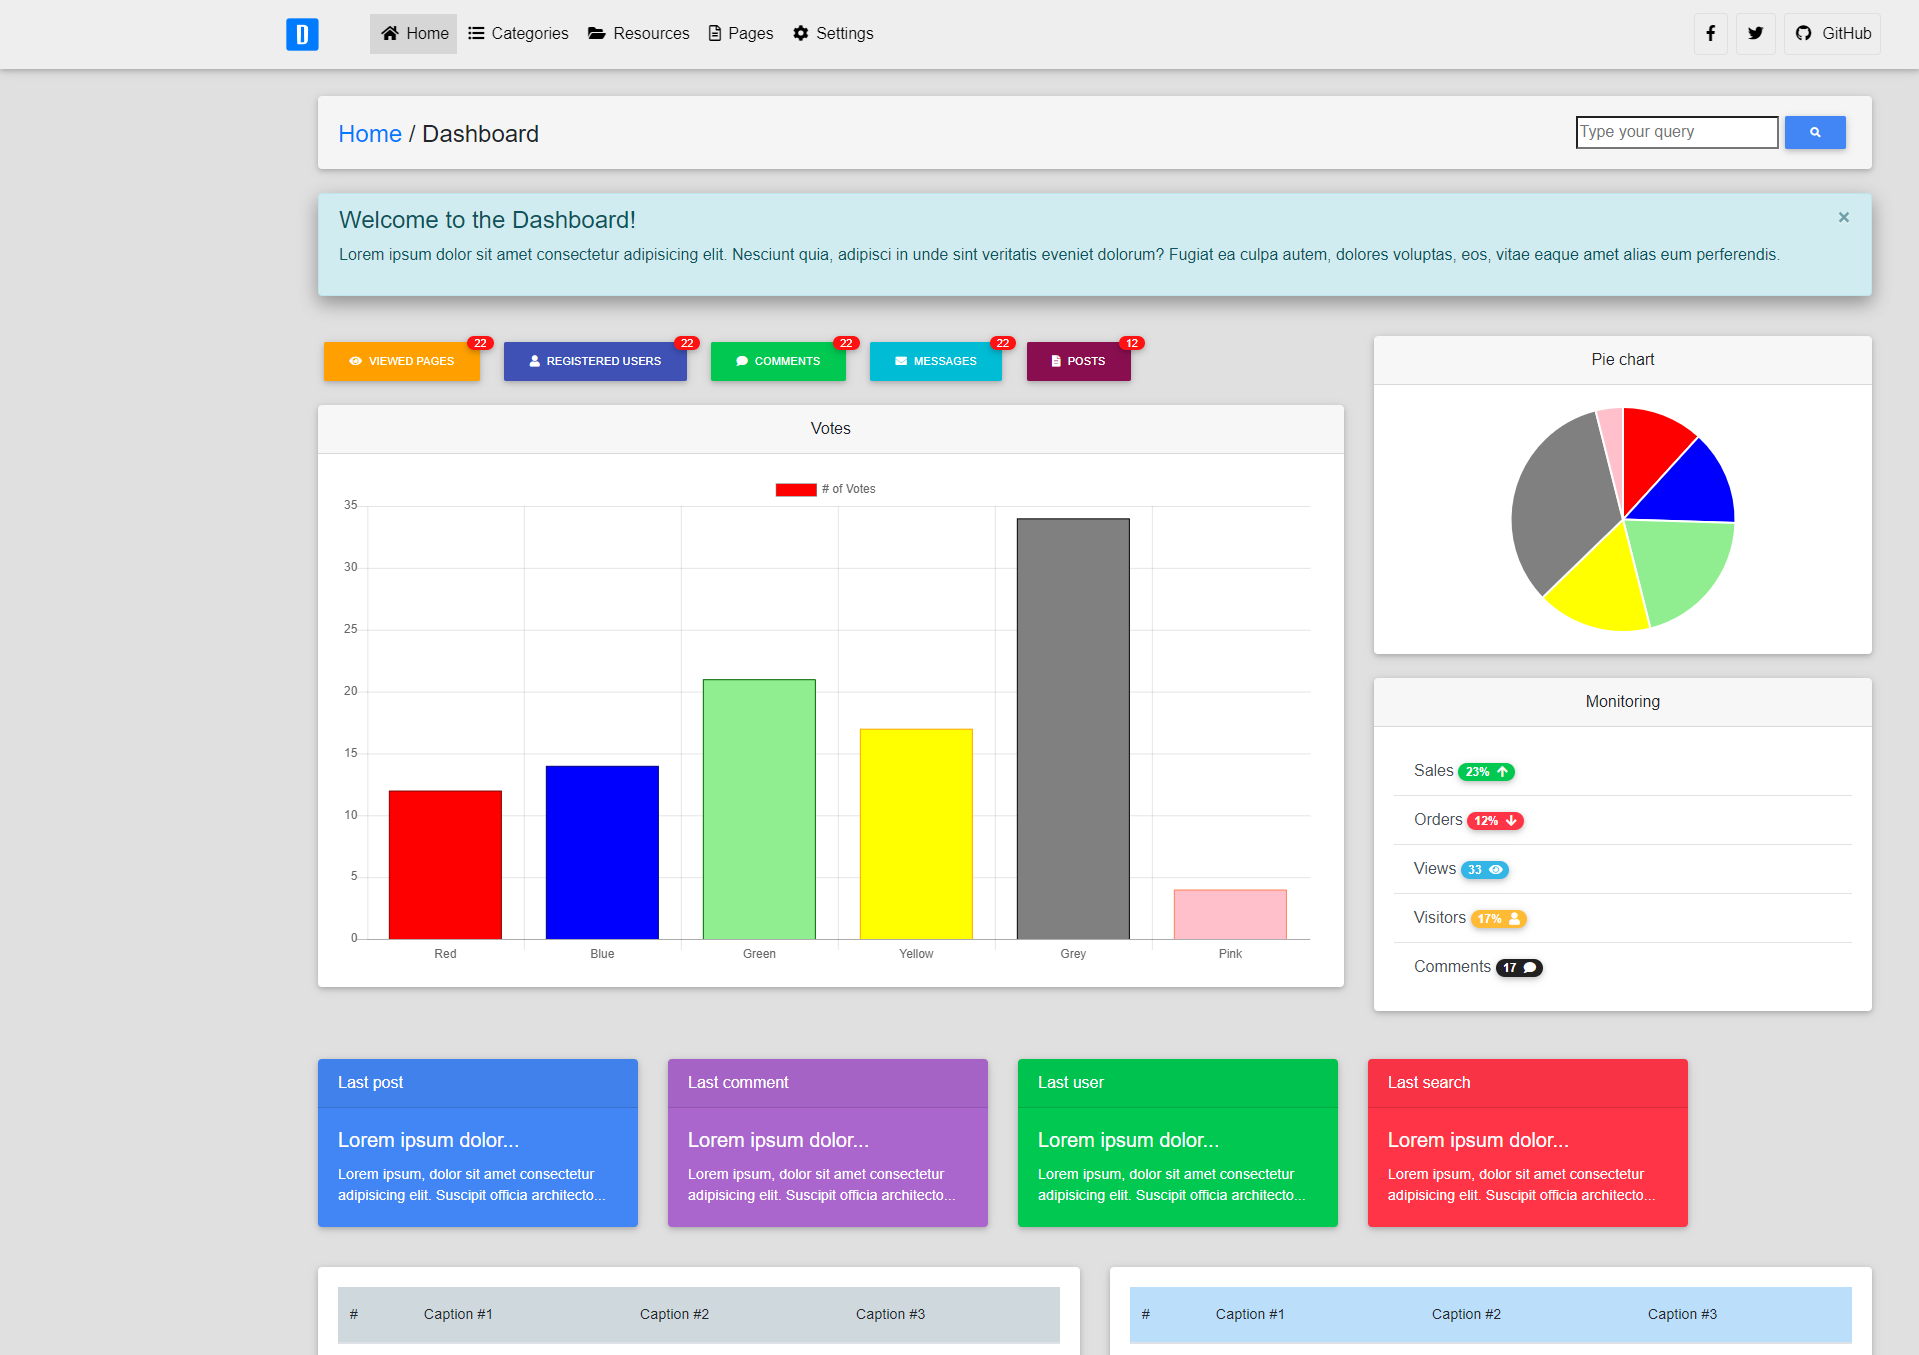 D Home Categories Resources Pages Settings GitHub
Home / Dashboard Type your query
Welcome to the Dashboard! ×
Lorem ipsum dolor sit amet consectetur adipisicing elit. Nesciunt quia, adipisci in unde sint veritatis eveniet dolorum? Fugiat ea culpa autem, dolores voluptas, eos, vitae eaque amet alias eum perferendis.
22 22 22 22 12
VIEWED PAGES REGISTERED USERS COMMENTS MESSAGES POSTS
Votes
# of Votes
35
30
25
20
15
10
5
0
Red Blue Green Yellow Grey Pink
Pie chart
Monitoring
Sales 23%
Orders 12%
Views 33
Visitors 17%
Comments 17
Last post
Lorem ipsum dolor...
Lorem ipsum, dolor sit amet consectetur
adipisicing elit. Suscipit officia architecto...
Last comment
Lorem ipsum dolor...
Lorem ipsum, dolor sit amet consectetur
adipisicing elit. Suscipit officia architecto...
Last user
Lorem ipsum dolor...
Lorem ipsum, dolor sit amet consectetur
adipisicing elit. Suscipit officia architecto...
Last search
Lorem ipsum dolor...
Lorem ipsum, dolor sit amet consectetur
adipisicing elit. Suscipit officia architecto...
# Caption #1 Caption #2 Caption #3
# Caption #1 Caption #2 Caption #3